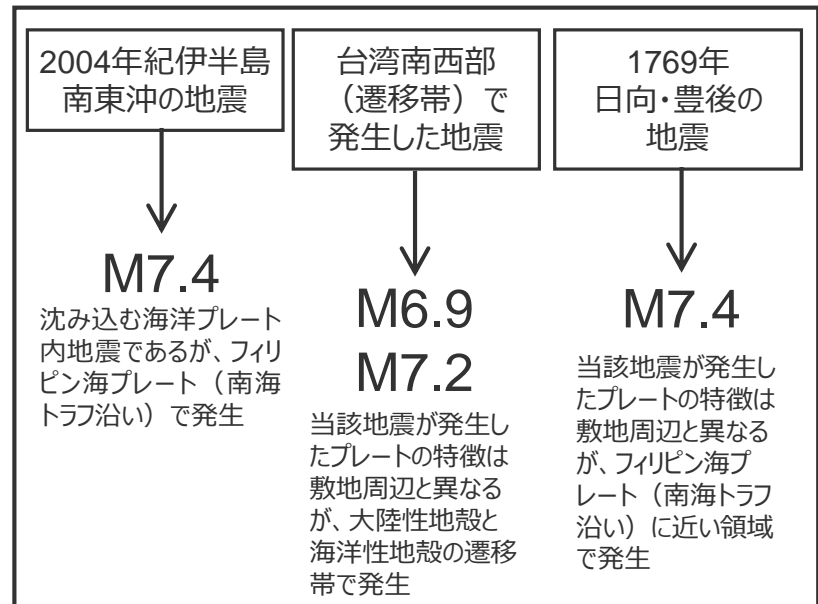 2004年紀伊半島
南東沖の地震
M7.4
沈み込む海洋プレート
内地震であるが、フィリ
ピン海プレート（南海
トラフ沿い）で発生
台湾南西部
（遷移帯）で
発生した地震
M6.9
M7.2
当該地震が発生し
たプレートの特徴は
敷地周辺と異なる
が、大陸性地殻と
海洋性地殻の遷移
帯で発生
1769年
日向・豊後の
地震
M7.4
当該地震が発生し
たプレートの特徴は
敷地周辺と異なる
が、フィリピン海プ
レート（南海トラフ
沿い）に近い領域
で発生